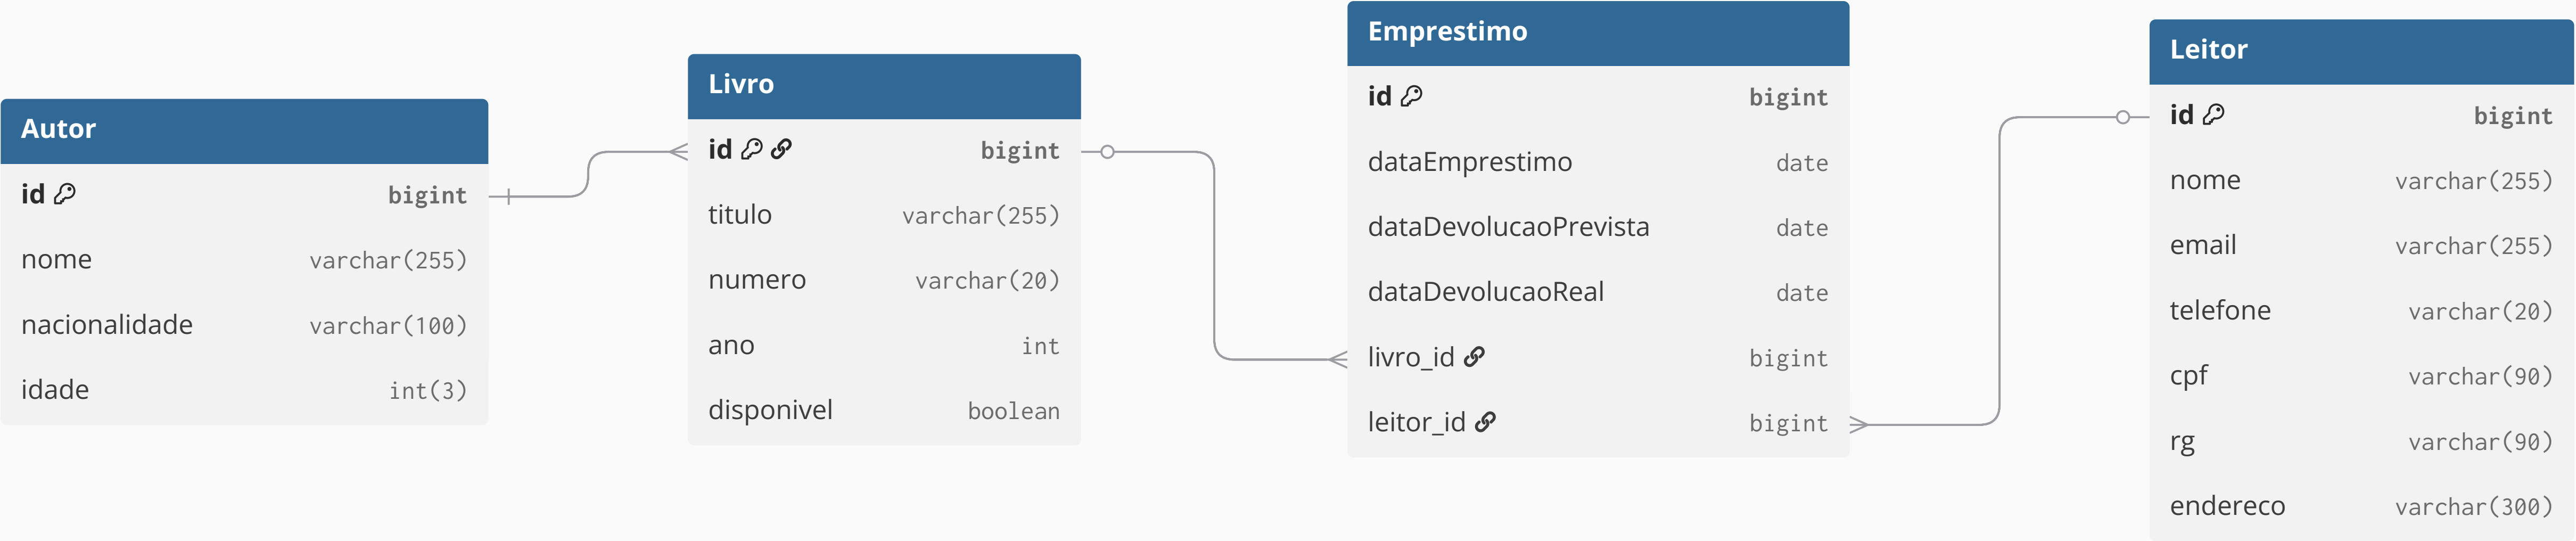 Autor
id bigint
nome varchar(255)
nacionalidade varchar(100)
idade int(3)
Livro
id bigint
titulo varchar(255)
numero varchar(20)
ano int
disponivel boolean
Emprestimo
id bigint
dataEmprestimo date
dataDevolucaoPrevista date
dataDevolucaoReal date
livro_id bigint
leitor_id bigint
Leitor
id bigint
nome varchar(255)
email varchar(255)
telefone varchar(20)
cpf varchar(90)
rg varchar(90)
endereco varchar(300)